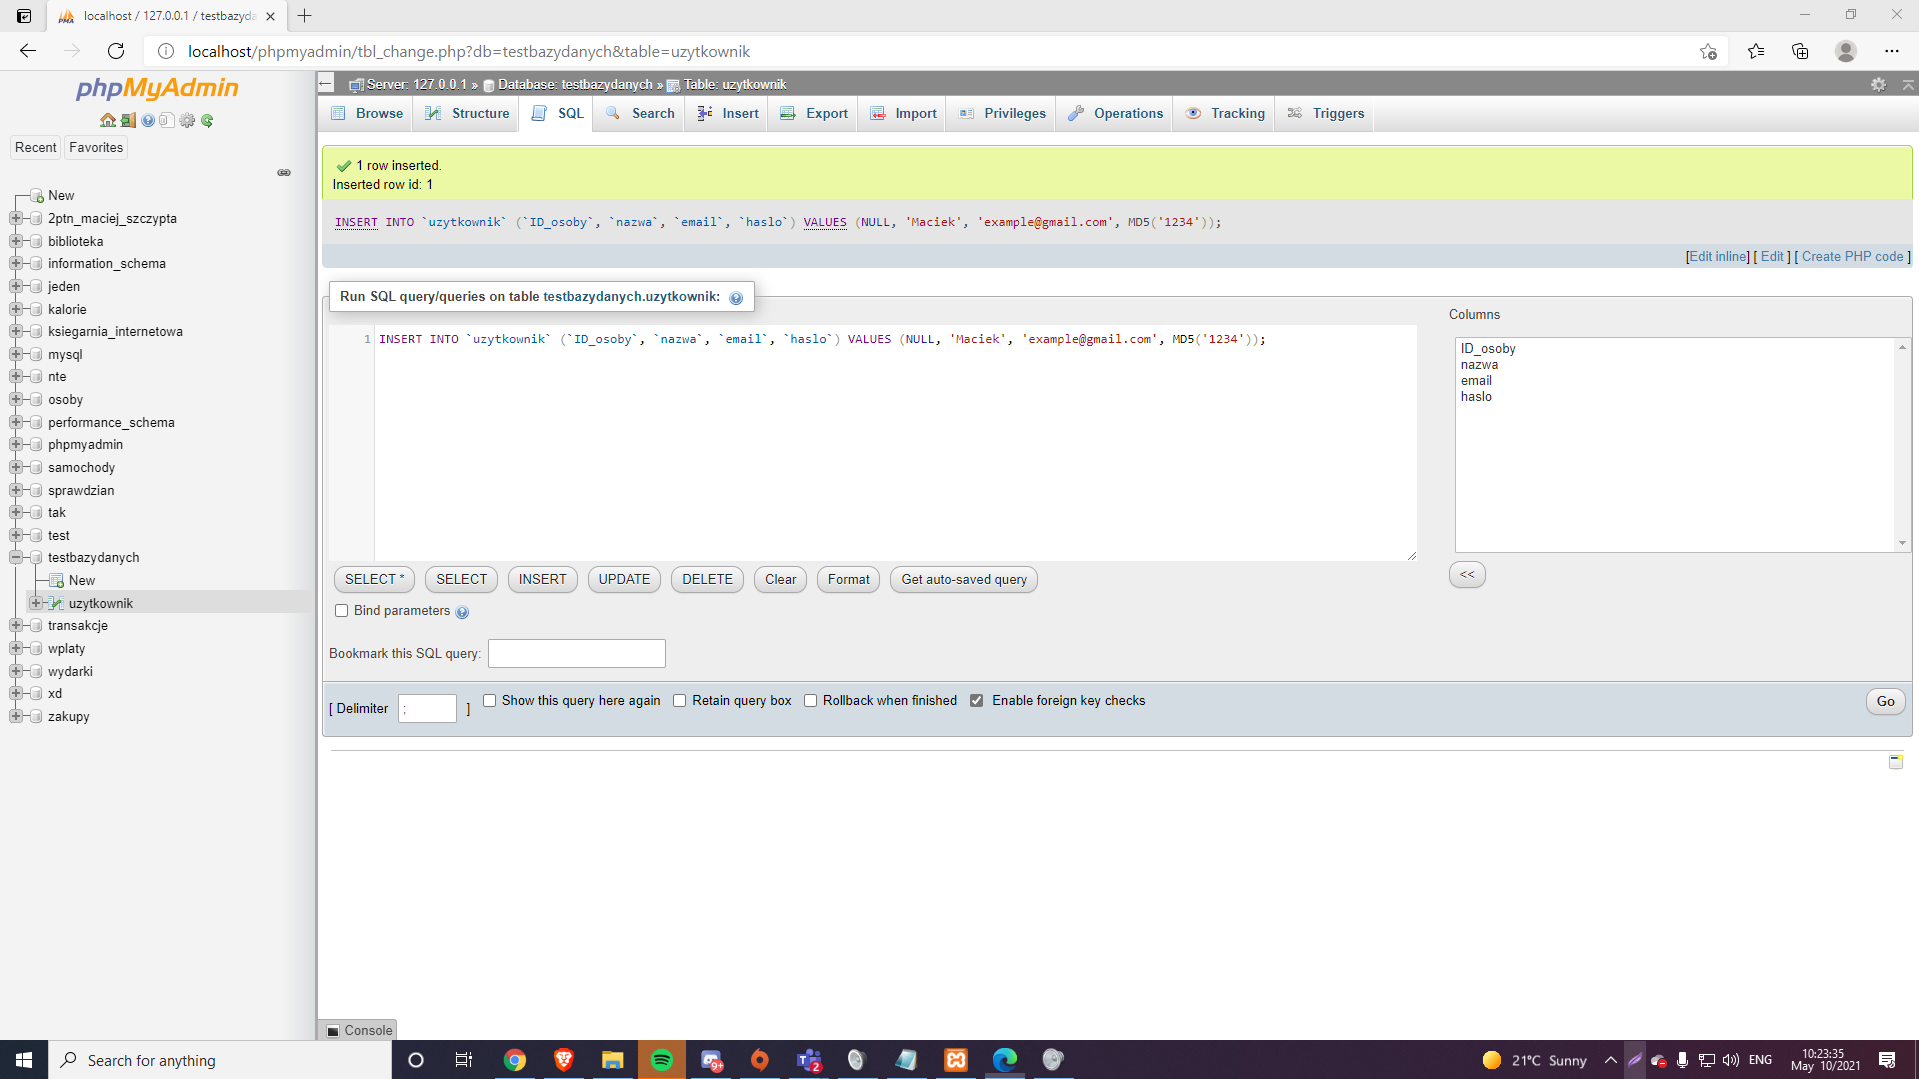 localhost / 127.0.0.1 / testbazyda
localhost/phpmyadmin/tbl_change.php?db=testbazydanych&table=uzytkownik
phpMyAdmin
Recent
Favorites
New
2ptn_maciej_szczypta
biblioteka
information_schema
jeden
kalorie
ksiegarnia_internetowa
mysql
nte
osoby
performance_schema
phpmyadmin
samochody
sprawdzian
tak
test
testbazydanych
New
uzytkownik
transakcje
wplaty
wydarki
xd
zakupy
Server: 127.0.0.1 » Database: testbazydanych » Table: uzytkownik
Browse
Structure
SQL
Search
Insert
Export
Import
Privileges
Operations
Tracking
Triggers
1 row inserted.
Inserted row id: 1
INSERT INTO `uzytkownik` (`ID_osoby`, `nazwa`, `email`, `haslo`) VALUES (NULL, 'Maciek', 'example@gmail.com', MD5('1234'));
[Edit inline] [ Edit ] [ Create PHP code ]
Run SQL query/queries on table testbazydanych.uzytkownik:
1 INSERT INTO `uzytkownik` (`ID_osoby`, `nazwa`, `email`, `haslo`) VALUES (NULL, 'Maciek', 'example@gmail.com', MD5('1234'));
Columns
ID_osoby
nazwa
email
haslo
<<
SELECT *
SELECT
INSERT
UPDATE
DELETE
Clear
Format
Get auto-saved query
Bind parameters
Bookmark this SQL query:
[ Delimiter ; ]
Show this query here again
Retain query box
Rollback when finished
Enable foreign key checks
Go
Console
Search for anything
9+
2
21°C Sunny
ENG
10:23:35
May 10/2021